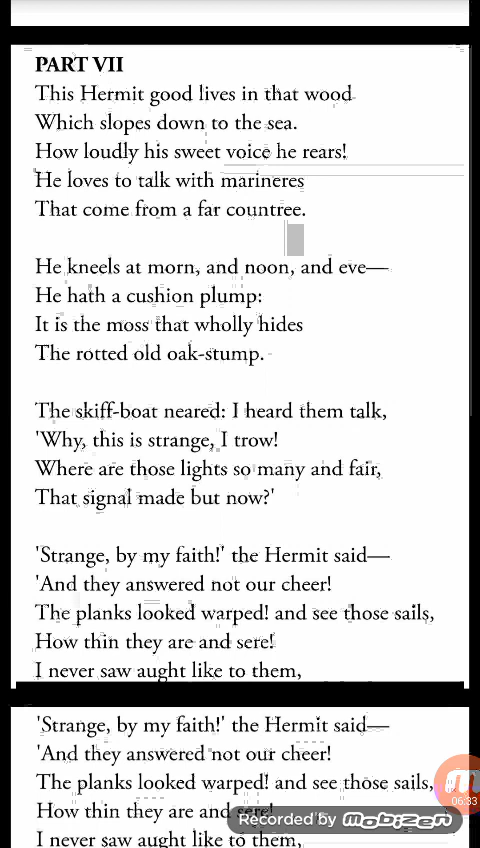 PART VII
This Hermit good lives in that wood
Which slopes down to the sea.
How loudly his sweet voice he rears!
He loves to talk with marineres
That come from a far countree.
He kneels at morn, and noon, and eve—
He hath a cushion plump:
It is the moss that wholly hides
The rotted old oak-stump.
The skiff-boat neared: I heard them talk,
'Why, this is strange, I trow!
Where are those lights so many and fair,
That signal made but now?'
'Strange, by my faith!' the Hermit said—
'And they answered not our cheer!
The planks looked warped! and see those sails,
How thin they are and sere!
I never saw aught like to them,
'Strange, by my faith!' the Hermit said—
'And they answered not our cheer!
The planks looked warped! and see those sails,
How thin they are and sere!
I never saw aught like to them,
06:33
Recorded by mobizen